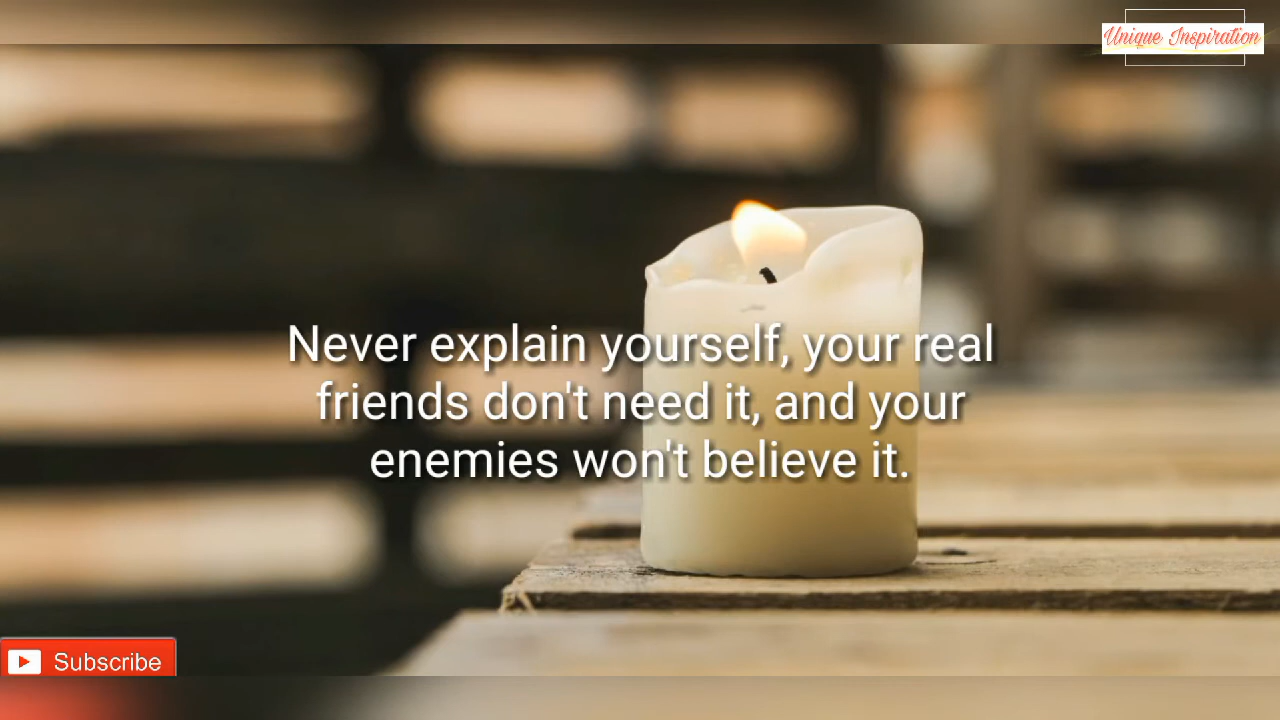 Unique Inspiration
Never explain yourself, your real
friends don't need it, and your
enemies won't believe it.
Subscribe